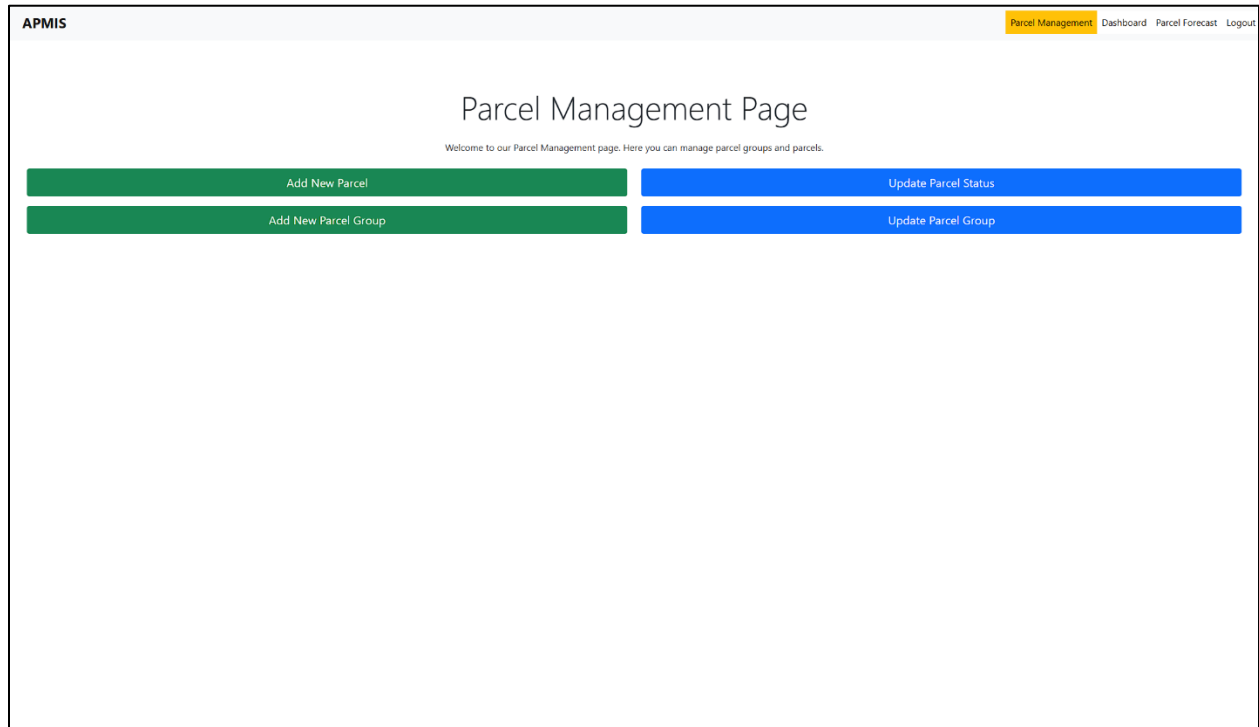 APMIS
Parcel Management Dashboard Parcel Forecast Logout
Parcel Management Page
Welcome to our Parcel Management page. Here you can manage parcel groups and parcels.
Add New Parcel
Update Parcel Status
Add New Parcel Group
Update Parcel Group